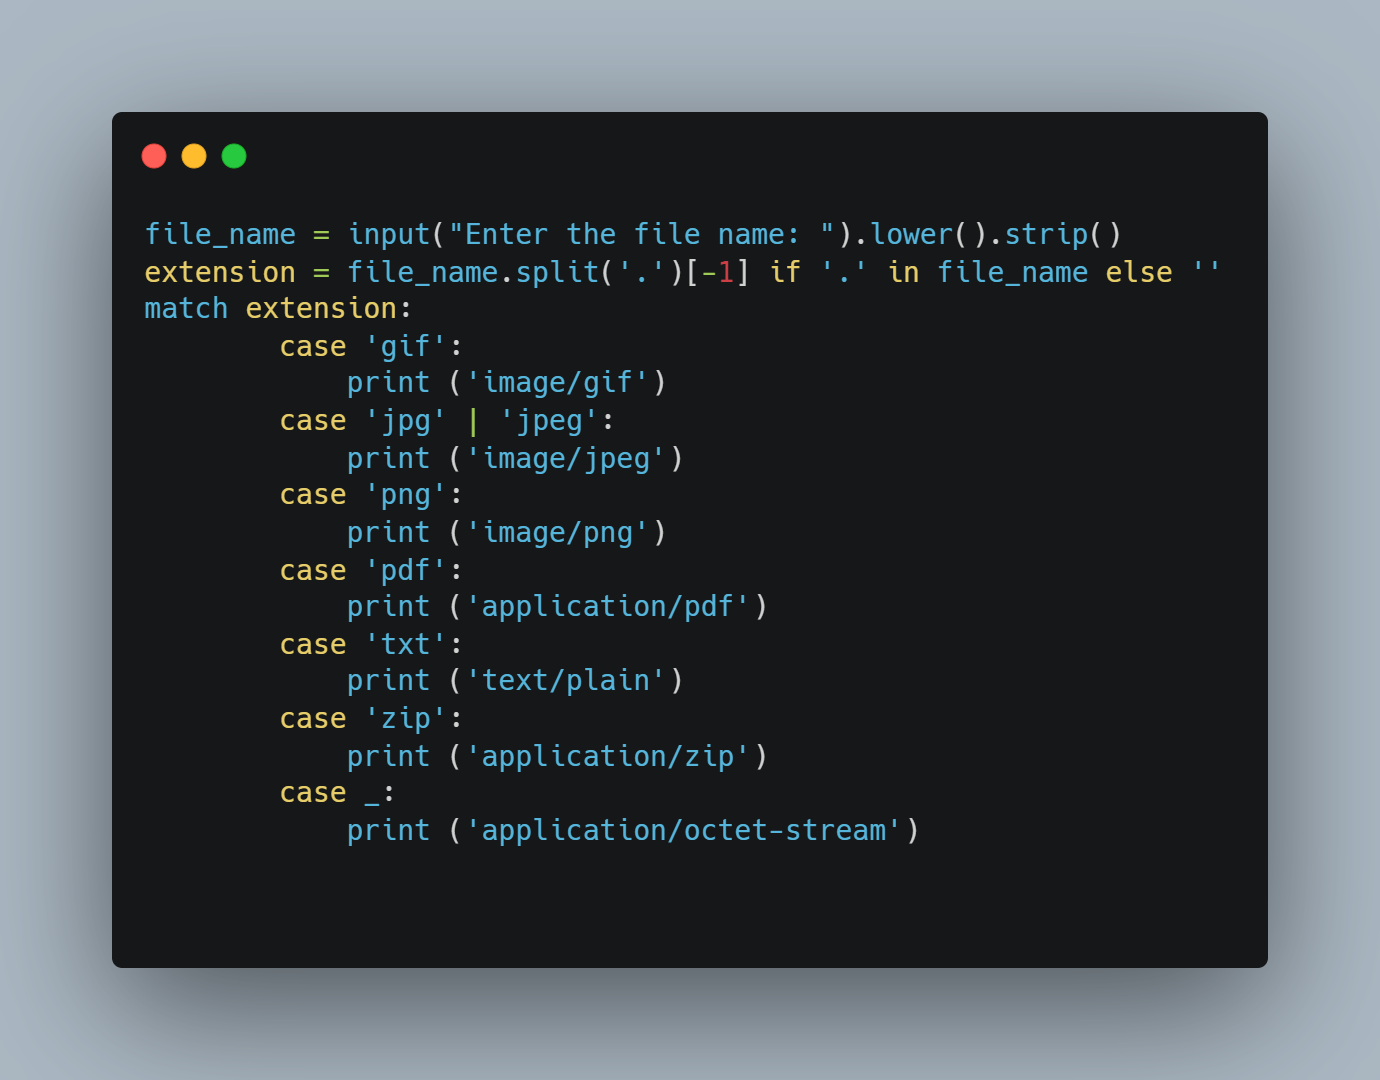 file_name = input("Enter the file name: ").lower().strip()
extension = file_name.split('.')[-1] if '.' in file_name else ''
match extension:
        case 'gif':
            print ('image/gif')
        case 'jpg' | 'jpeg':
            print ('image/jpeg')
        case 'png':
            print ('image/png')
        case 'pdf':
            print ('application/pdf')
        case 'txt':
            print ('text/plain')
        case 'zip':
            print ('application/zip')
        case _:
            print ('application/octet-stream')